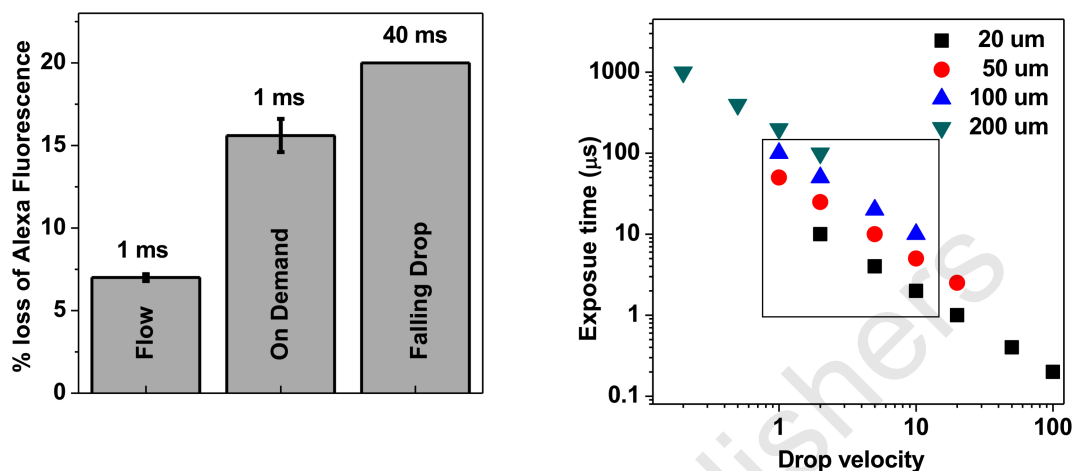 % loss of Alexa Fluorescence
20
15
10
5
0
1 ms
1 ms
40 ms
Flow
On Demand
Falling Drop
Exposue time (μs)
1000
100
10
1
0.1
20 um
50 um
100 um
200 um
1
10
100
Drop velocity